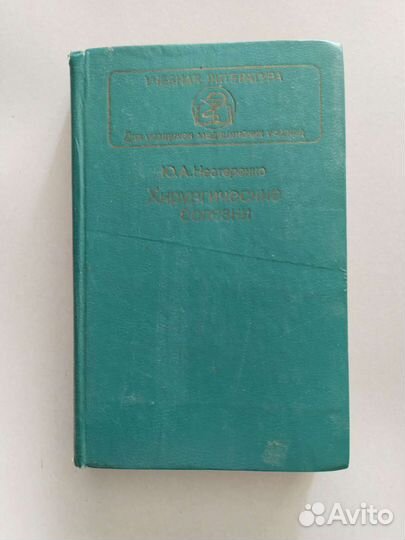 УЧЕБНАЯ ЛИТЕРАТУРА
Для учащихся медицинских училищ
Ю.А.Нестеренко
Хирургические
болезни
Avito